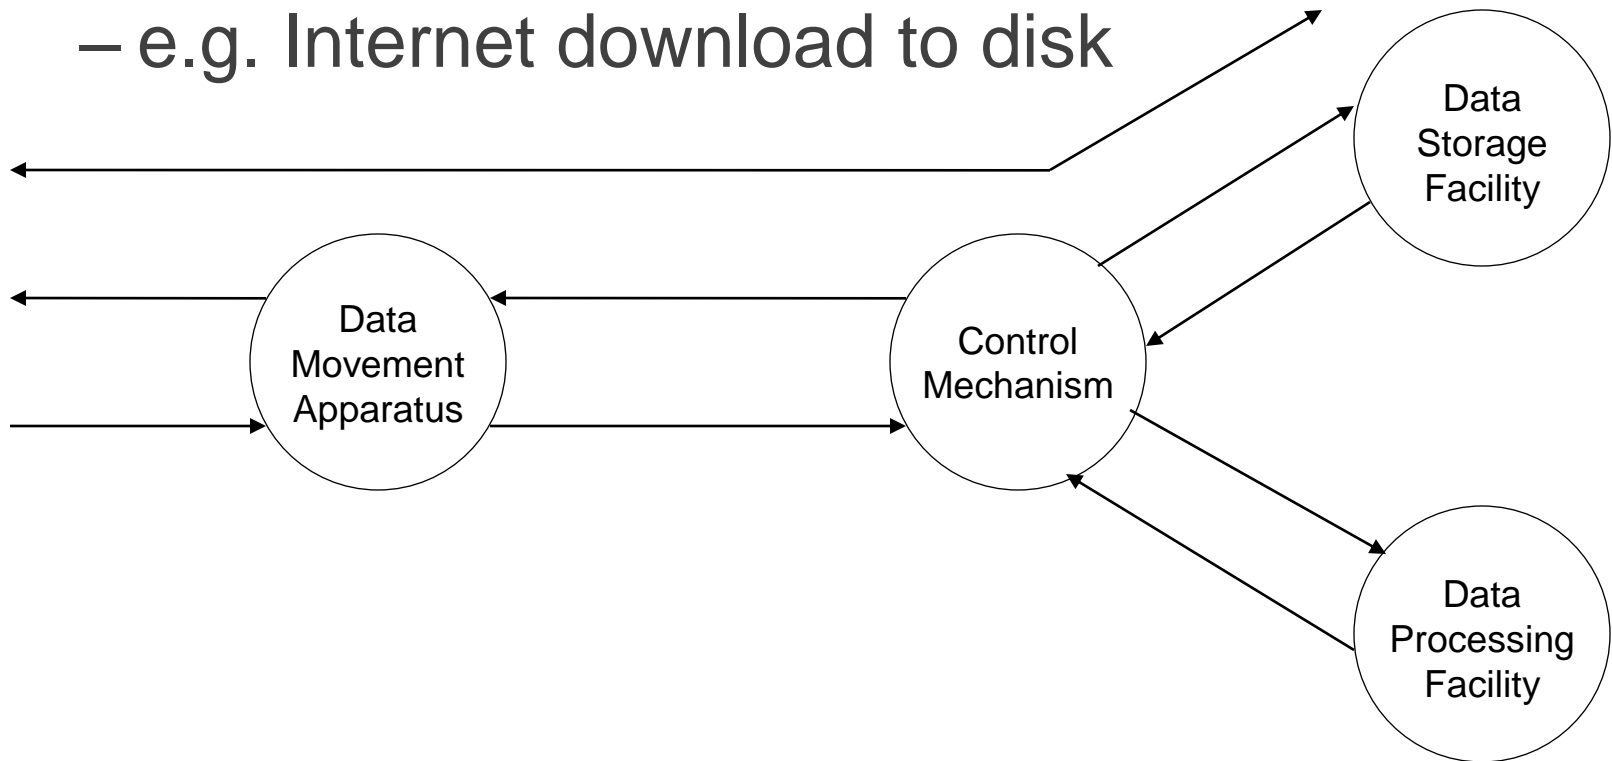 – e.g. Internet download to disk
Data
Storage
Facility
Data
Movement
Apparatus
Control
Mechanism
Data
Processing
Facility